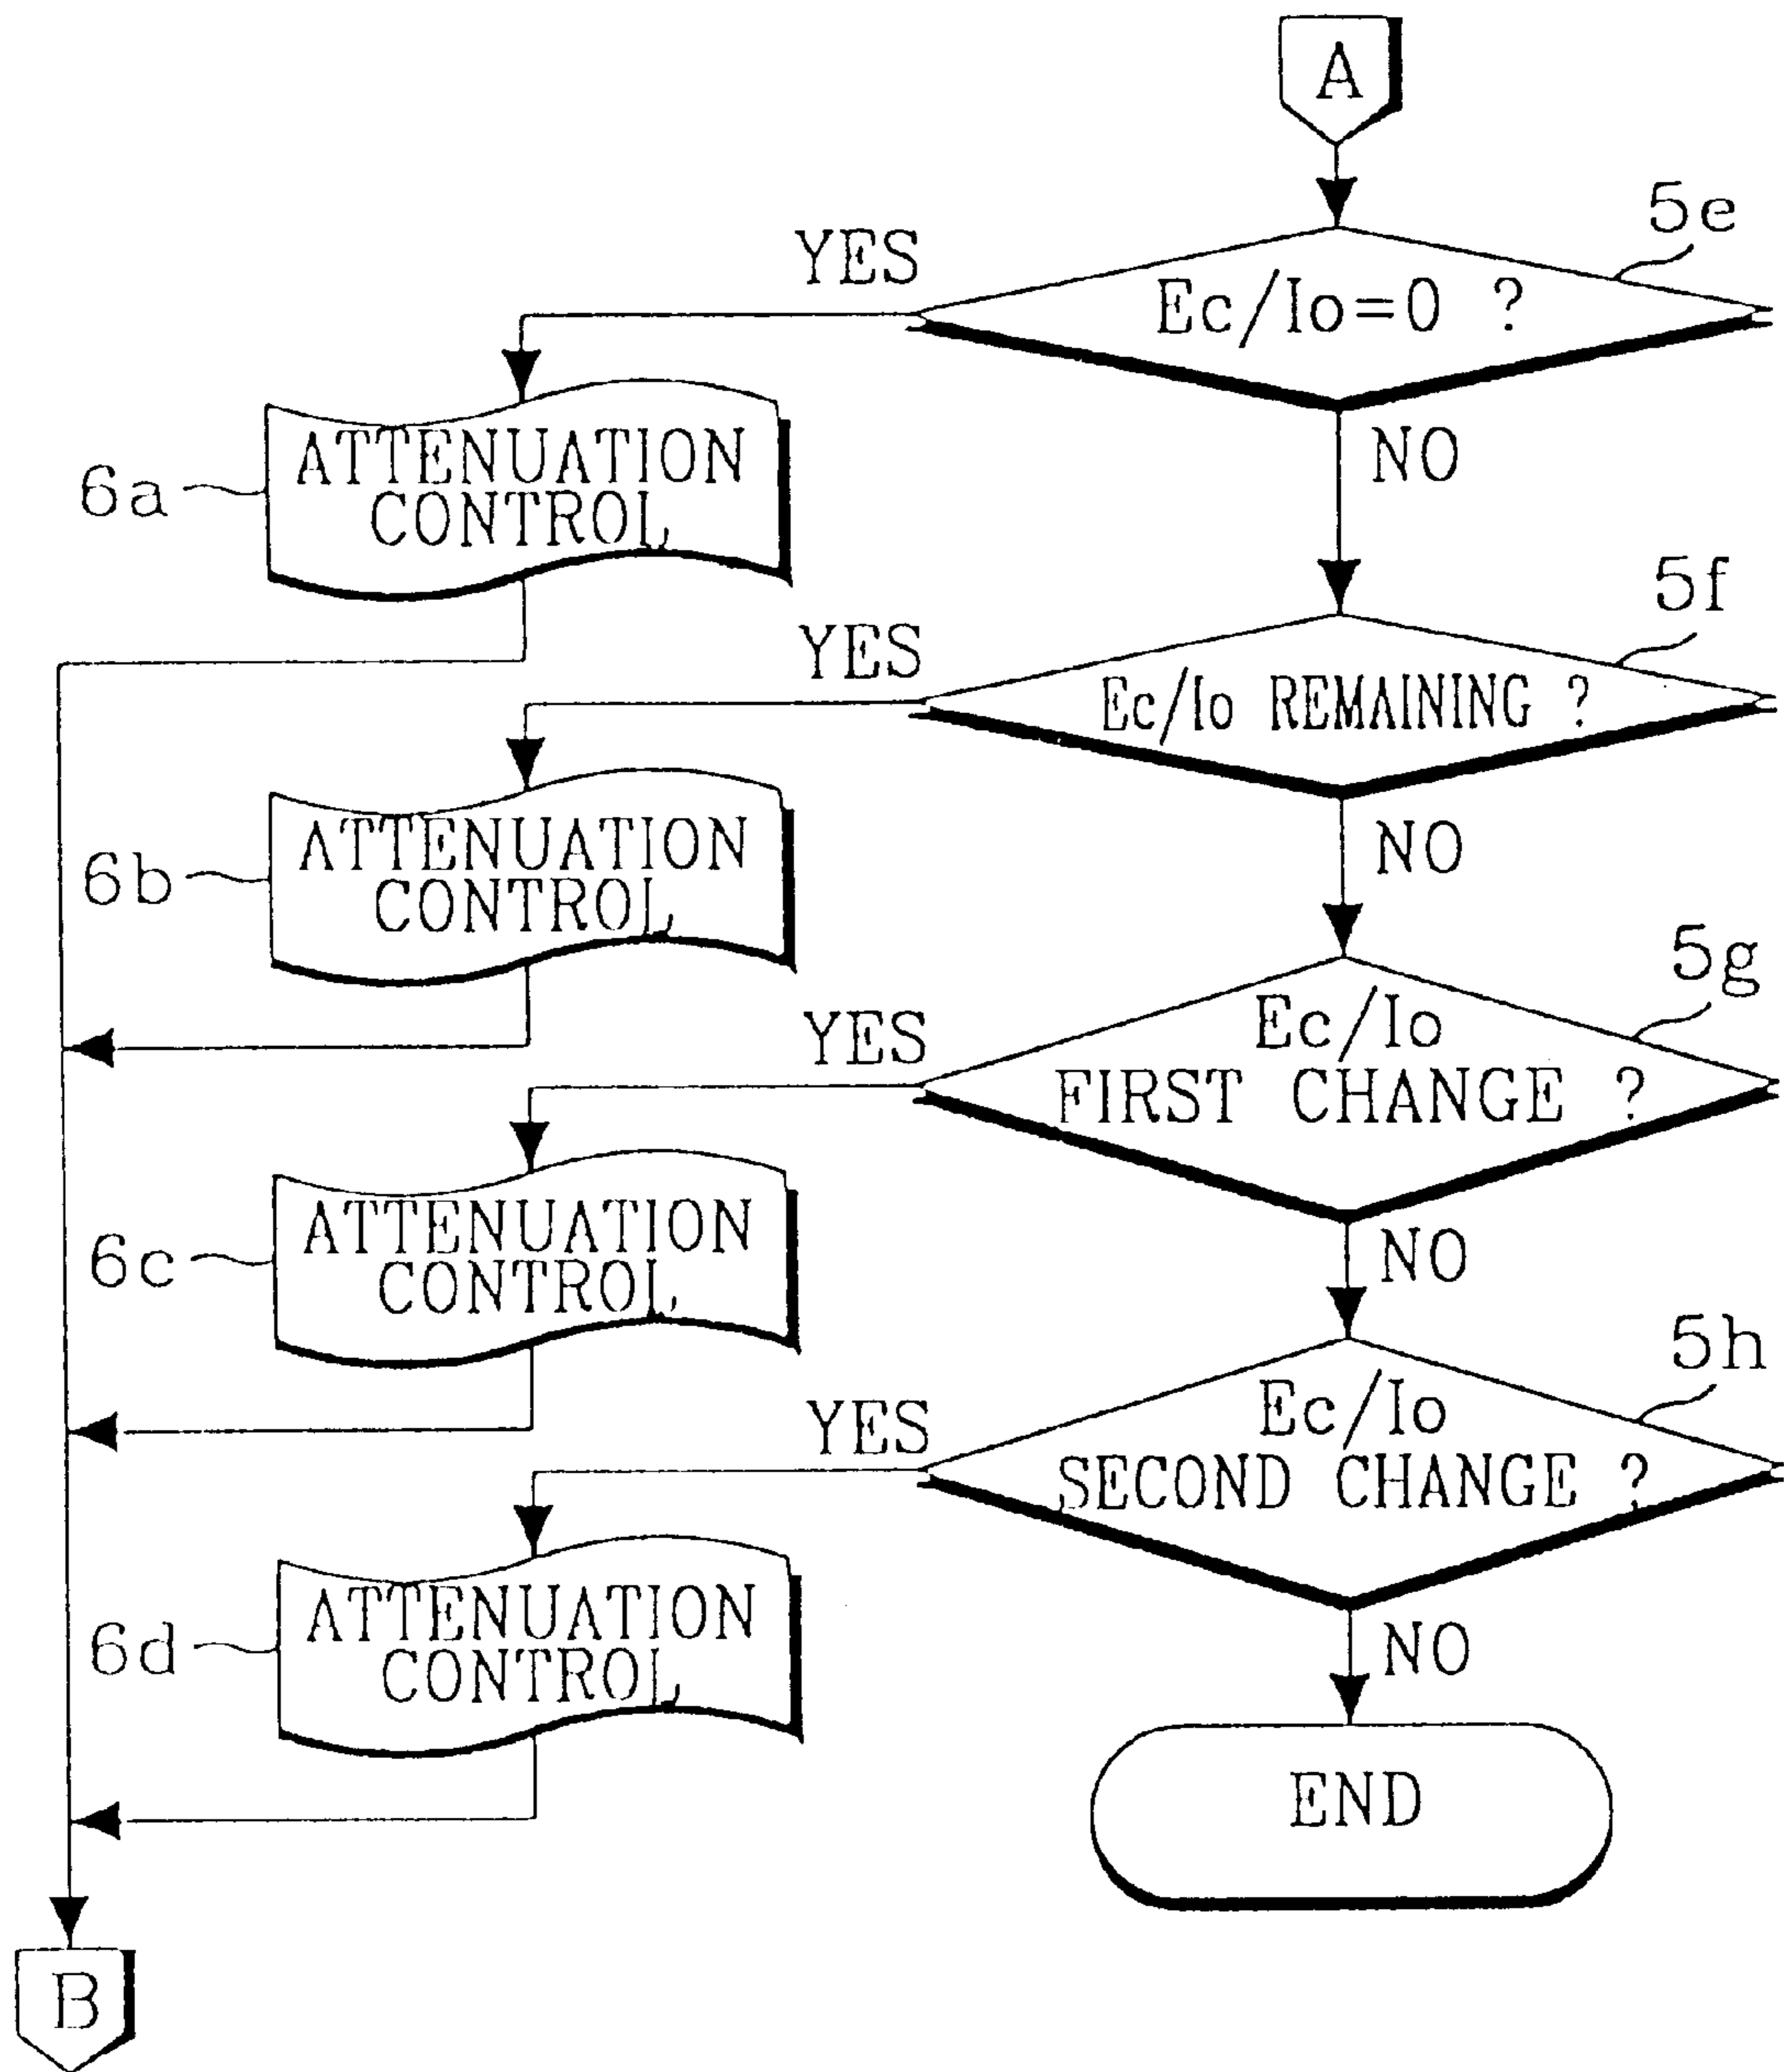 A
5e
YES
Ec/Io=0 ?
NO
6a
ATTENUATION
CONTROL
5f
YES
Ec/Io REMAINING ?
NO
6b
ATTENUATION
CONTROL
5g
YES
Ec/Io
FIRST CHANGE ?
NO
6c
ATTENUATION
CONTROL
5h
YES
Ec/Io
SECOND CHANGE ?
NO
6d
ATTENUATION
CONTROL
END
B